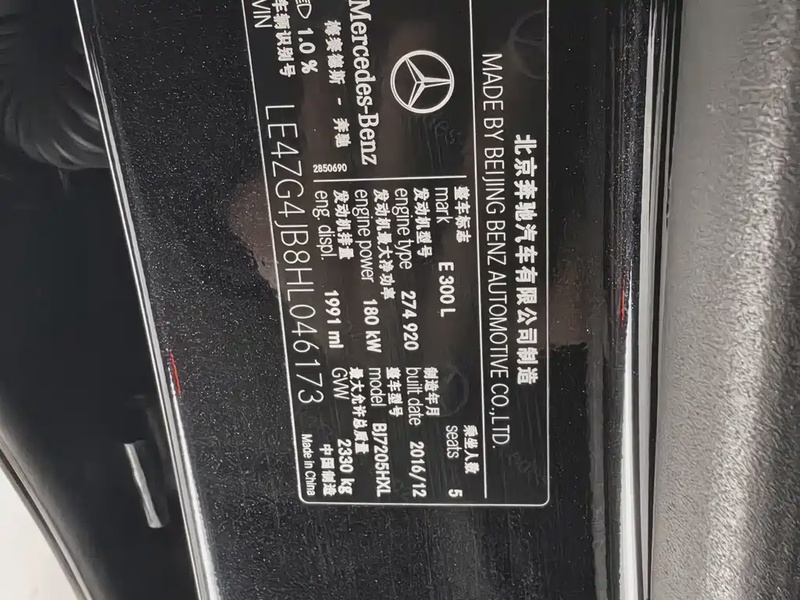 北京奔驰汽车有限公司制造
MADE BY BEIJING BENZ AUTOMOTIVE CO.,LTD.
Mercedes-Benz
梅赛德斯 - 奔驰
整车标志
mark E 300 L
乘坐人数
seats 5
发动机型号
engine type 274 920
制造年月
built date 2016/12
发动机最大净功率
engine power 180 kW
整车型号
model BJ7205HXL
发动机排量
eng. displ. 1991 ml
最大允许总质量
GVW 2330 kg
1.0 %
2850690
中国制造
Made in China
车辆识别号
VIN LE4ZG4JB8HL046173